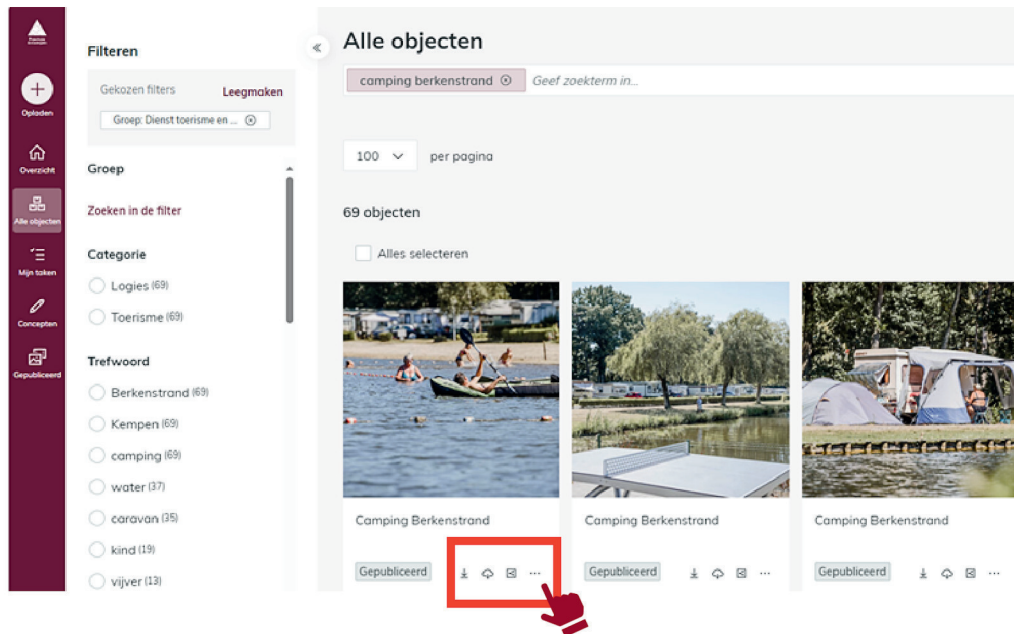 Opladen
Overzicht
Alle objecten
Mijn taken
Concepten
Gepubliceerd
Filteren
Gekozen filters
Leegmaken
Groep: Dienst toerisme en ...
Groep
Zoeken in de filter
Categorie
Logies (69)
Toerisme (69)
Trefwoord
Berkenstrand (69)
Kempen (69)
camping (69)
water (37)
caravan (35)
kind (19)
vijver (13)
Alle objecten
camping berkenstrand
Geef zoekterm in...
100 per pagina
69 objecten
Alles selecteren
Camping Berkenstrand
Gepubliceerd
Camping Berkenstrand
Gepubliceerd
Camping Berkenstrand
Gepubliceerd